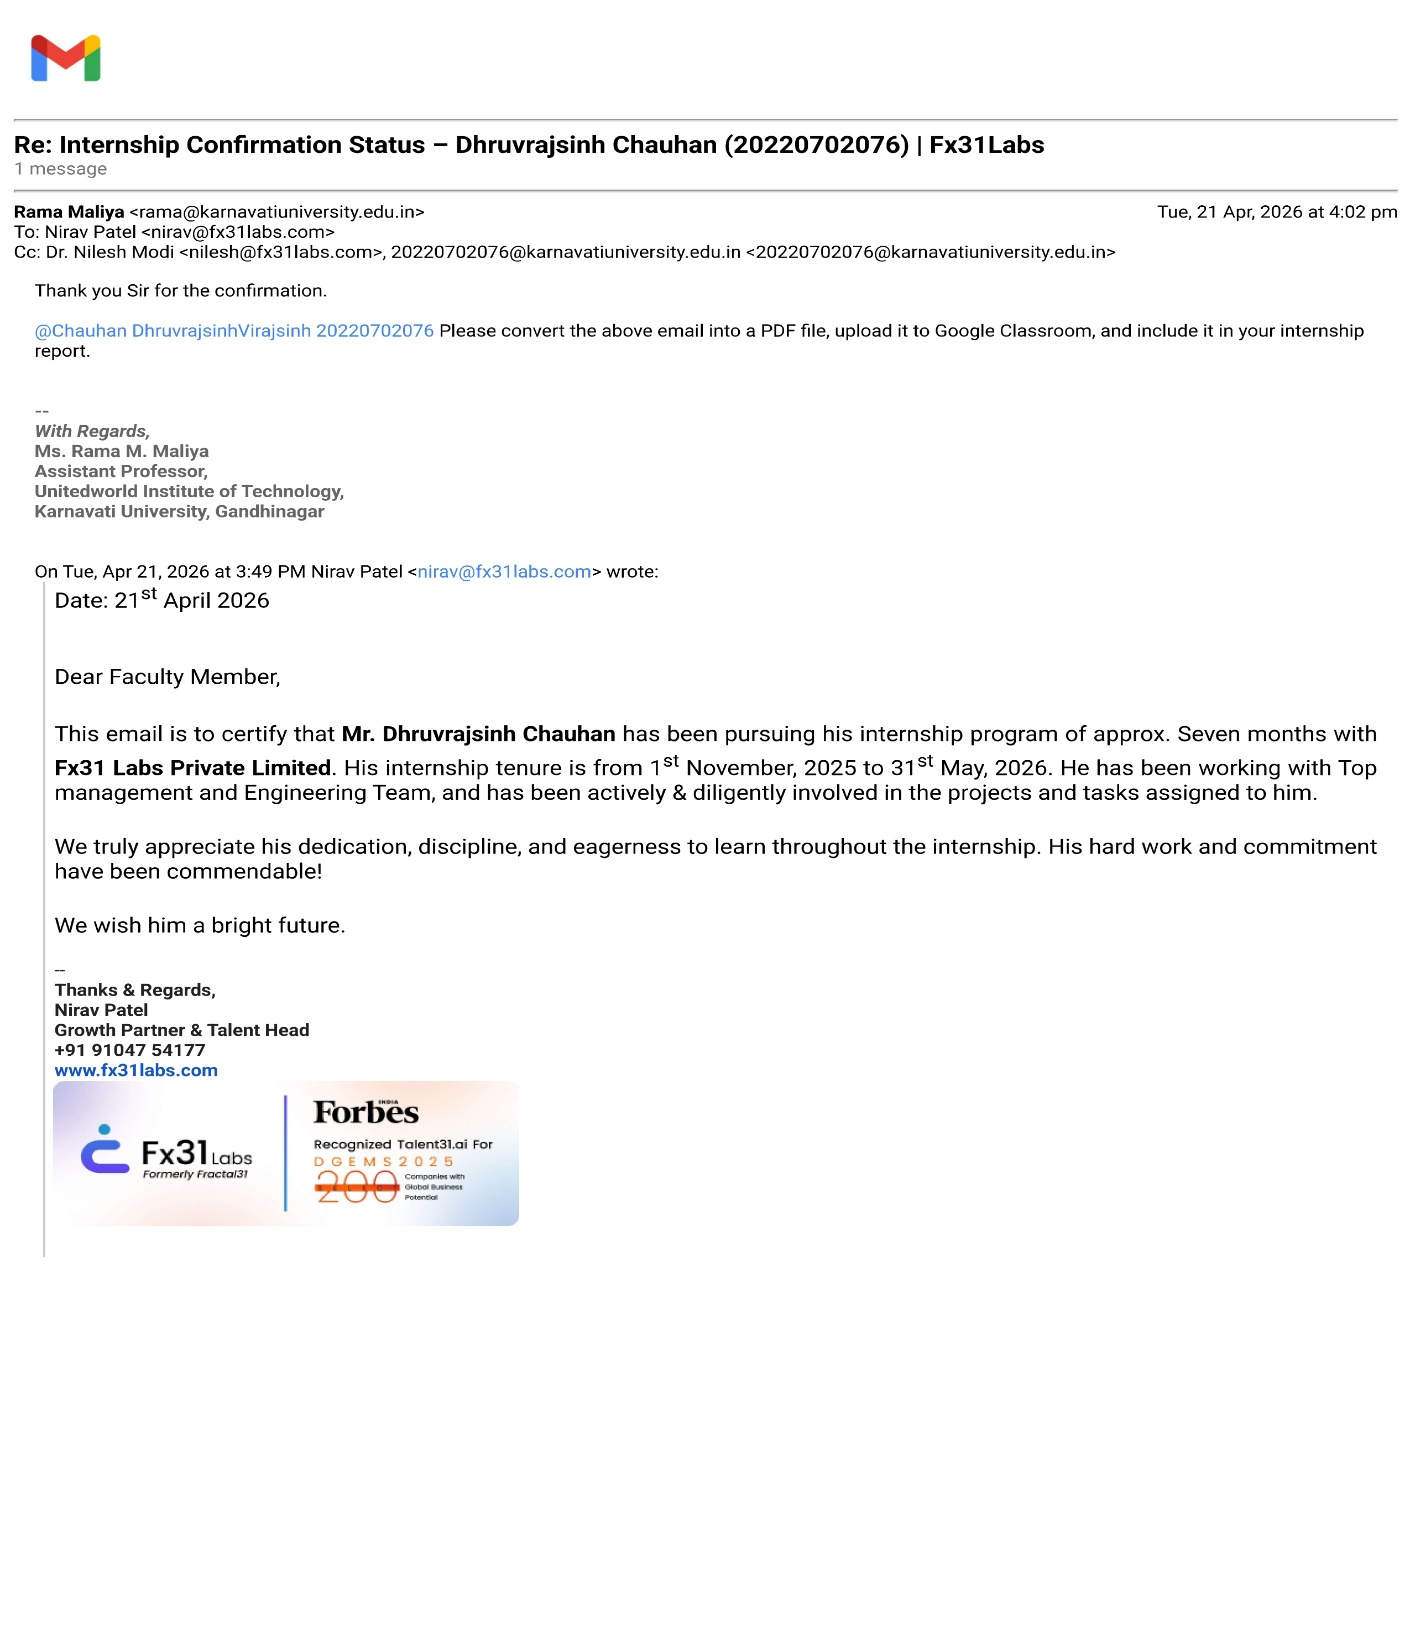 Re: Internship Confirmation Status – Dhruvrajsinh Chauhan (20220702076) | Fx31Labs
1 message
Rama Maliya <rama@karnavatiuniversity.edu.in> Tue, 21 Apr, 2026 at 4:02 pm
To: Nirav Patel <nirav@fx31labs.com>
Cc: Dr. Nilesh Modi <nilesh@fx31labs.com>, 20220702076@karnavatiuniversity.edu.in <20220702076@karnavatiuniversity.edu.in>
Thank you Sir for the confirmation.
@Chauhan DhruvrajsinhVirajsinh 20220702076 Please convert the above email into a PDF file, upload it to Google Classroom, and include it in your internship
report.
--
With Regards,
Ms. Rama M. Maliya
Assistant Professor,
Unitedworld Institute of Technology,
Karnavati University, Gandhinagar
On Tue, Apr 21, 2026 at 3:49 PM Nirav Patel <nirav@fx31labs.com> wrote:
Date: 21st April 2026
Dear Faculty Member,
This email is to certify that Mr. Dhruvrajsinh Chauhan has been pursuing his internship program of approx. Seven months with
Fx31 Labs Private Limited. His internship tenure is from 1st November, 2025 to 31st May, 2026. He has been working with Top
management and Engineering Team, and has been actively & diligently involved in the projects and tasks assigned to him.
We truly appreciate his dedication, discipline, and eagerness to learn throughout the internship. His hard work and commitment
have been commendable!
We wish him a bright future.
--
Thanks & Regards,
Nirav Patel
Growth Partner & Talent Head
+91 91047 54177
www.fx31labs.com
Fx31 Labs
Formerly Fractal31
Forbes
INDIA
Recognized Talent31.ai For
DGEMS2025
200
SELECT
Companies with
Global Business
Potential